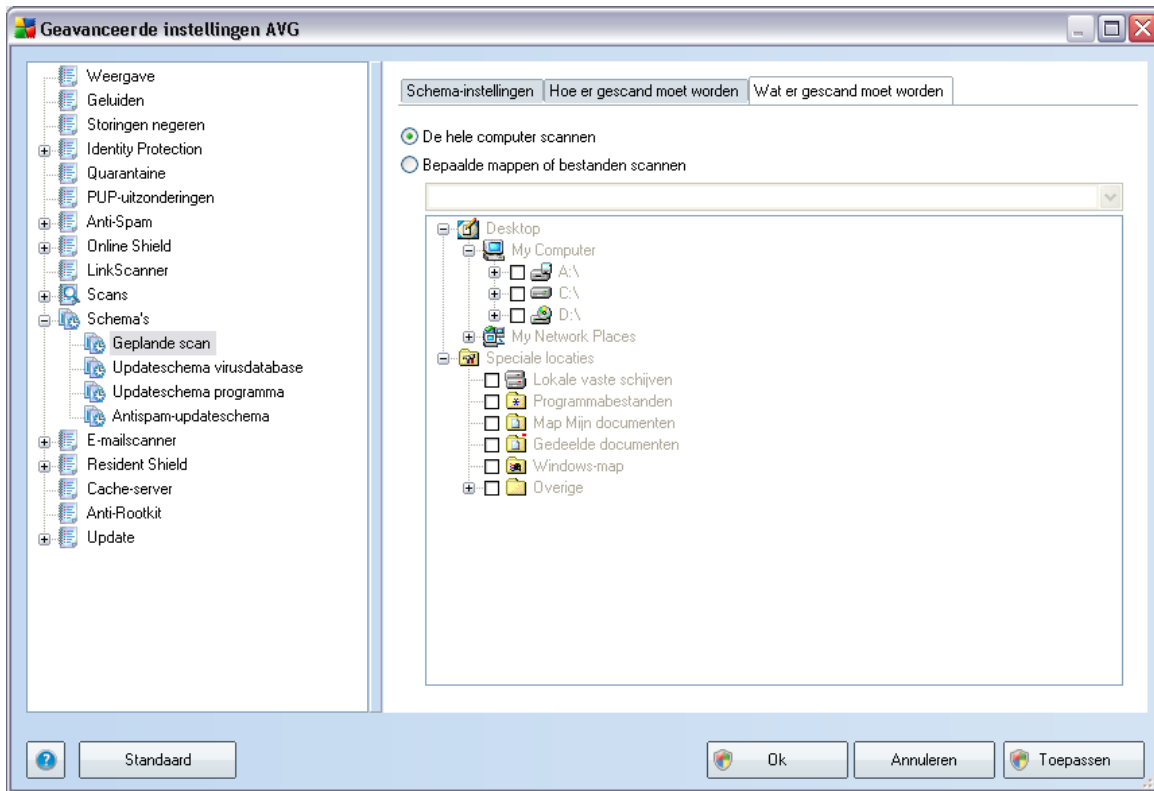 Geavanceerde instellingen AVG
Weergave
Geluiden
Storingen negeren
Identity Protection
Quarantaine
PUP-uitzonderingen
Anti-Spam
Online Shield
LinkScanner
Scans
Schema's
Geplande scan
Updateschema virusdatabase
Updateschema programma
Antispam-updateschema
E-mailscanner
Resident Shield
Cache-server
Anti-Rootkit
Update
Schema-instellingen Hoe er gescand moet worden Wat er gescand moet worden
De hele computer scannen
Bepaalde mappen of bestanden scannen
Desktop
My Computer
A:\
C:\
D:\
My Network Places
Speciale locaties
Lokale vaste schijven
Programmabestanden
Map Mijn documenten
Gedeelde documenten
Windows-map
Overige
Standaard Ok Annuleren Toepassen